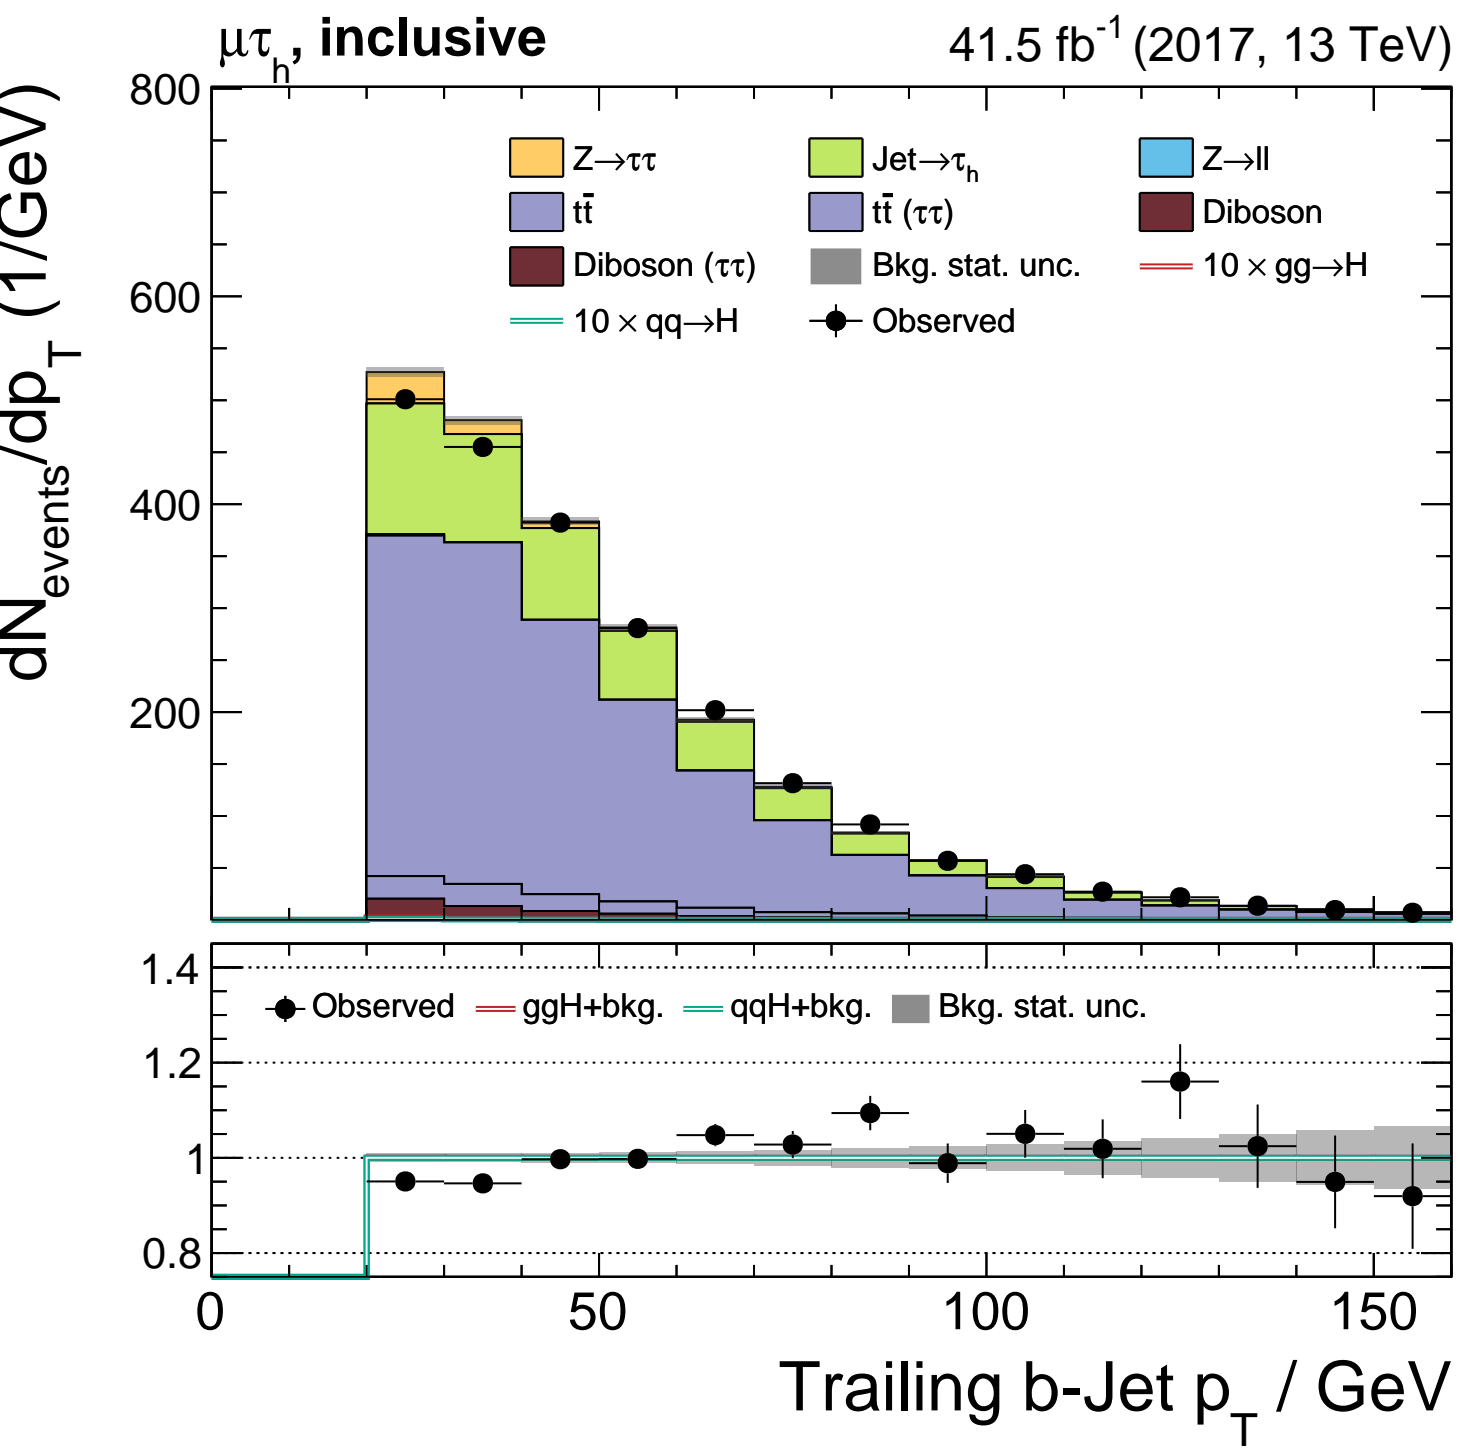 μτh, inclusive
41.5 fb-1 (2017, 13 TeV)
dNevents/dpT (1/GeV)
800
600
400
200
Z→ττ
Jet→τh
Z→ll
tt̄
tt̄ (ττ)
Diboson
Diboson (ττ)
Bkg. stat. unc.
10 × gg→H
10 × qq→H
Observed
1.4
1.2
1
0.8
Observed
ggH+bkg.
qqH+bkg.
Bkg. stat. unc.
0
50
100
150
Trailing b-Jet pT / GeV